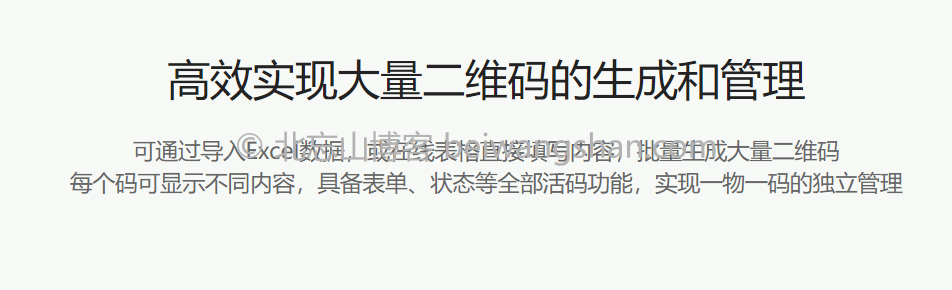 高效实现大量二维码的生成和管理
可通过导入Excel数据，或在线表格直接填写内容，批量生成大量二维码
© 北忘山博客 beiwangshan.com
每个码可显示不同内容，具备表单、状态等全部活码功能，实现一物一码的独立管理